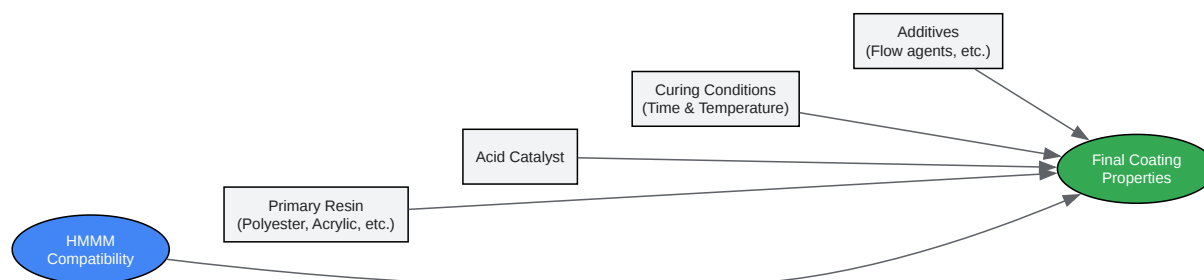 Additives
(Flow agents, etc.)
Curing Conditions
(Time & Temperature)
Acid Catalyst
Final Coating
Properties
Primary Resin
(Polyester, Acrylic, etc.)
HMMM
Compatibility